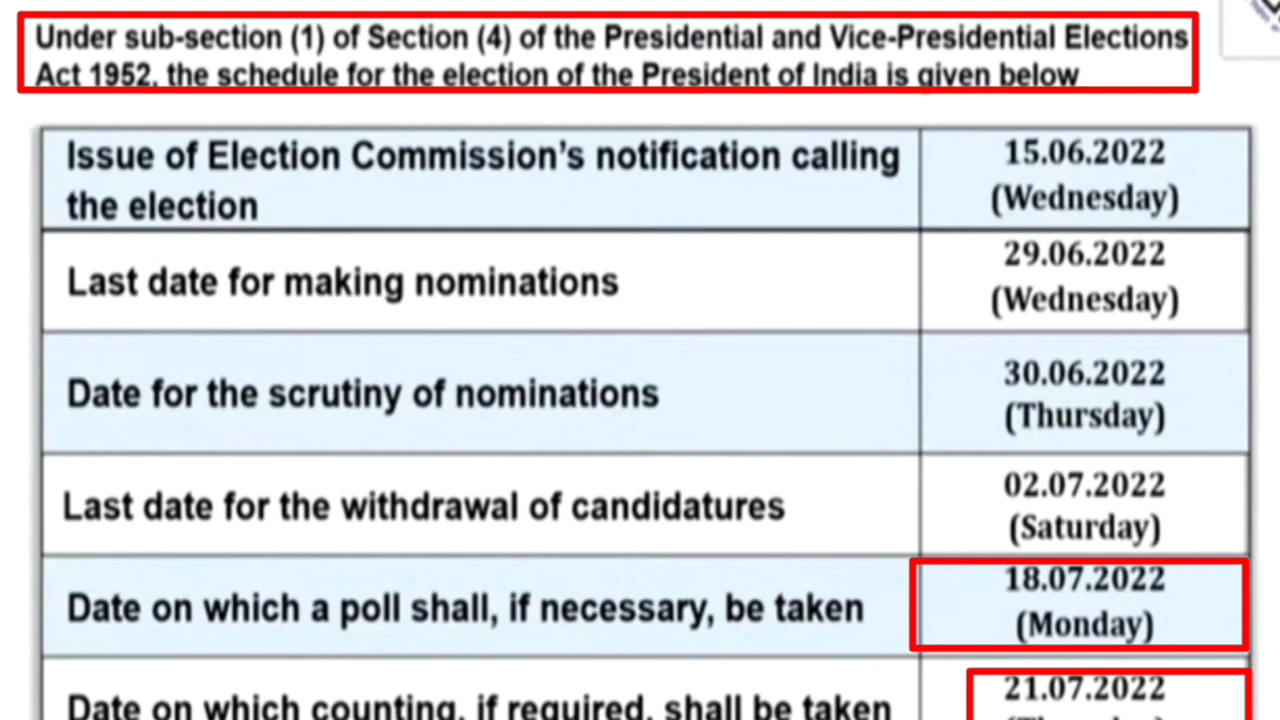 Under sub-section (1) of Section (4) of the Presidential and Vice-Presidential Elections
Act 1952, the schedule for the election of the President of India is given below
Issue of Election Commission’s notification calling
the election
15.06.2022
(Wednesday)
Last date for making nominations
29.06.2022
(Wednesday)
Date for the scrutiny of nominations
30.06.2022
(Thursday)
Last date for the withdrawal of candidatures
02.07.2022
(Saturday)
Date on which a poll shall, if necessary, be taken
18.07.2022
(Monday)
Date on which counting, if required, shall be taken
21.07.2022